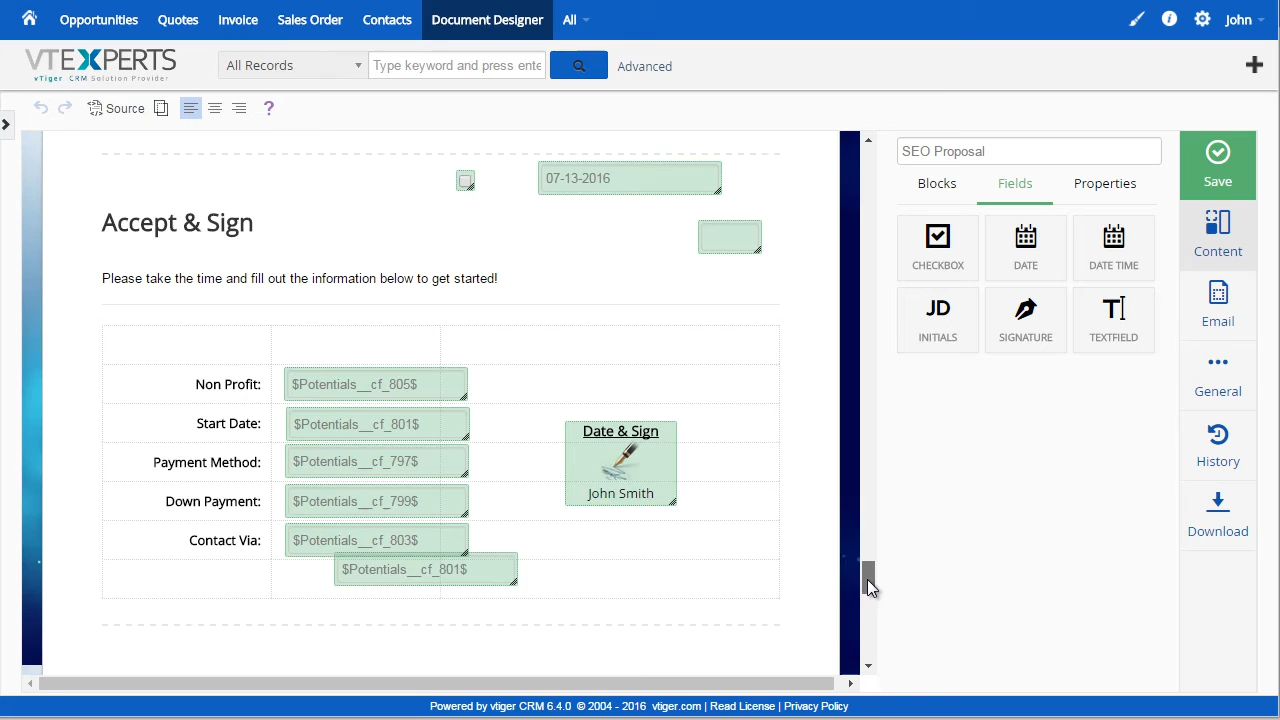 Opportunities Quotes Invoice Sales Order Contacts Document Designer All John
VTEXPERTS
vTiger CRM Solution Provider
All Records
Type keyword and press ente
Advanced
Source
?
SEO Proposal
Blocks Fields Properties
CHECKBOX DATE DATE TIME
JD
INITIALS SIGNATURE TEXTFIELD
Save
Content
Email
General
History
Download
07-13-2016
Accept & Sign
Please take the time and fill out the information below to get started!
Non Profit: $Potentials__cf_805$
Start Date: $Potentials__cf_801$
Payment Method: $Potentials__cf_797$
Down Payment: $Potentials__cf_799$
Contact Via: $Potentials__cf_803$
$Potentials__cf_801$
Date & Sign
John Smith
Powered by vtiger CRM 6.4.0 © 2004 - 2016 vtiger.com | Read License | Privacy Policy